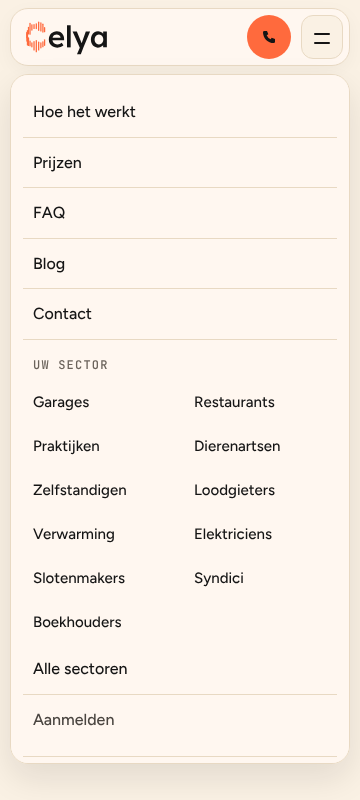 Celya
Hoe het werkt
Prijzen
FAQ
Blog
Contact
UW SECTOR
Garages
Restaurants
Praktijken
Dierenartsen
Zelfstandigen
Loodgieters
Verwarming
Elektriciens
Slotenmakers
Syndici
Boekhouders
Alle sectoren
Aanmelden